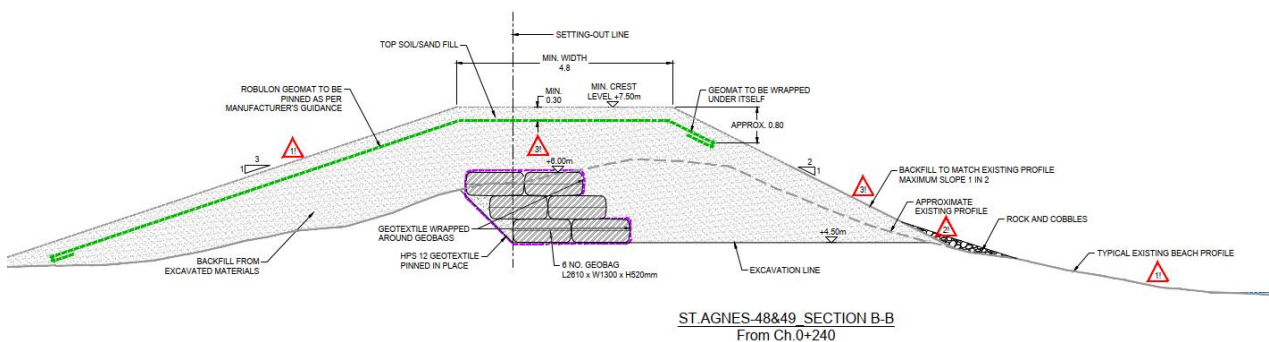 SETTING-OUT LINE
TOP SOIL/SAND FILL
MIN. WIDTH
4.8
ROBULON GEOMAT TO BE
PINNED AS PER
MANUFACTURER'S GUIDANCE
MIN.
0.30
MIN. CREST
LEVEL +7.50m
GEOMAT TO BE WRAPPED
UNDER ITSELF
APPROX. 0.80
3
1
1!
3!
+6.00m
2
1
3!
BACKFILL TO MATCH EXISTING PROFILE
MAXIMUM SLOPE 1 IN 2
APPROXIMATE
EXISTING PROFILE
2!
ROCK AND COBBLES
GEOTEXTILE WRAPPED
AROUND GEOBAGS
+4.50m
HPS 12 GEOTEXTILE
PINNED IN PLACE
BACKFILL FROM
EXCAVATED MATERIALS
6 NO. GEOBAG
L2610 x W1300 x H520mm
EXCAVATION LINE
TYPICAL EXISTING BEACH PROFILE
1!
ST.AGNES-48&49_SECTION B-B
From Ch.0+240